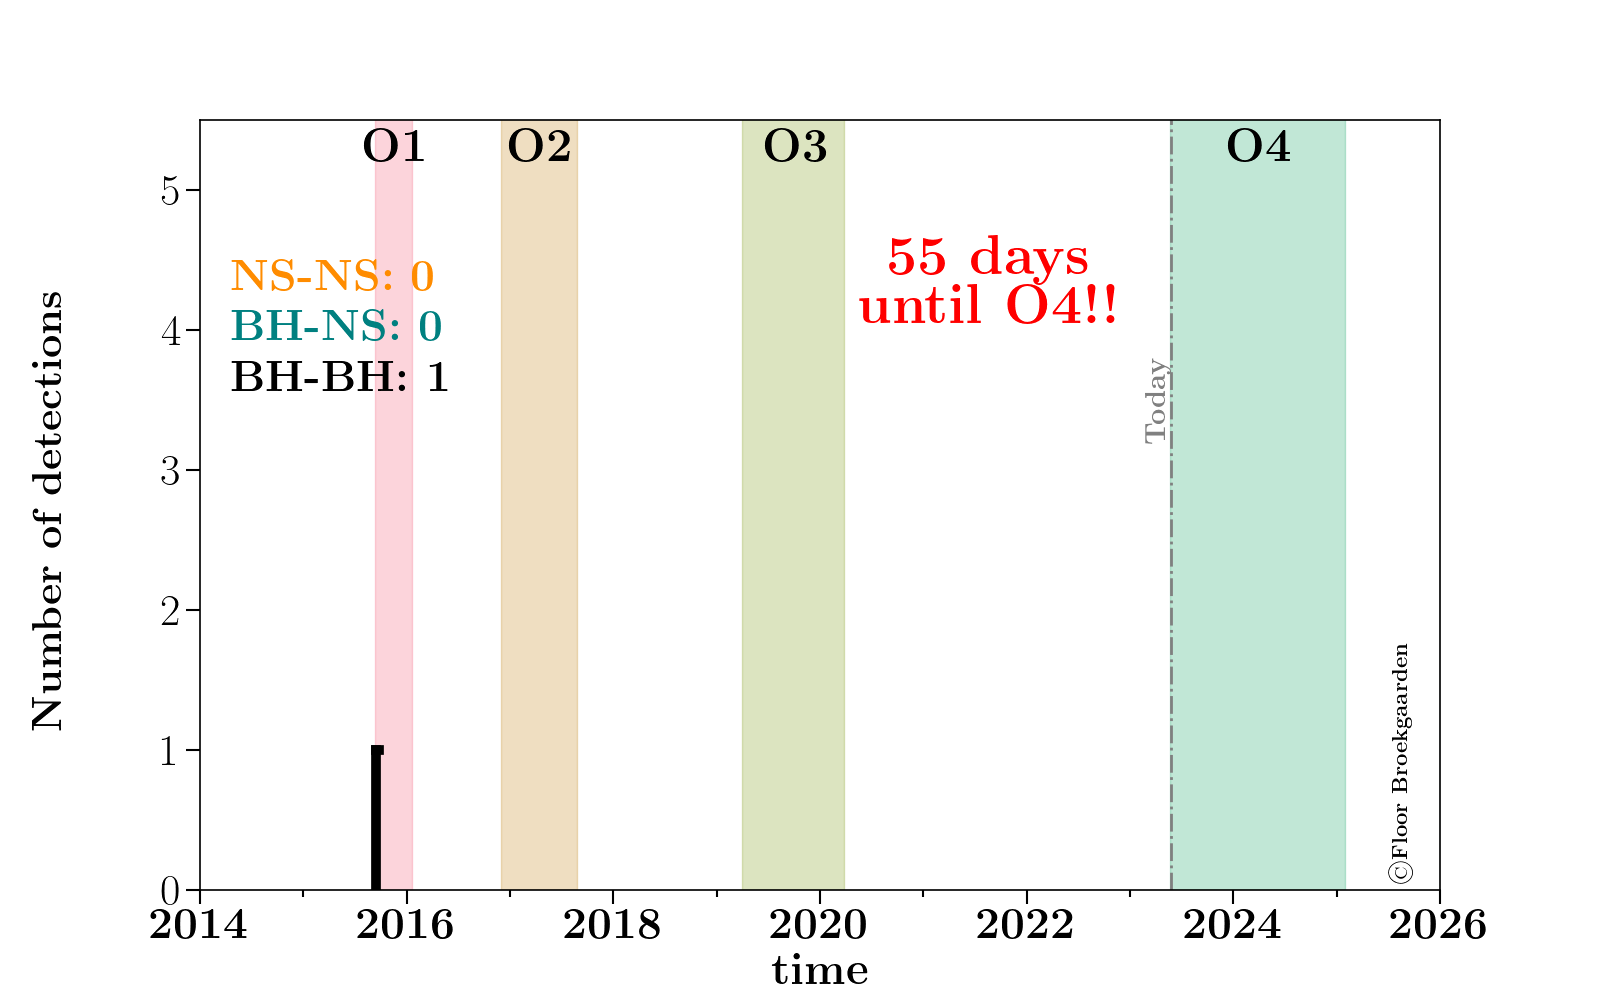 O1 O2 O3 O4
5
55 days
until O4!!
NS-NS: 0
BH-NS: 0
BH-BH: 1
4
Today
3
2
1
0
Number of detections
©Floor Broekgaarden
2014 2016 2018 2020 2022 2024 2026
time